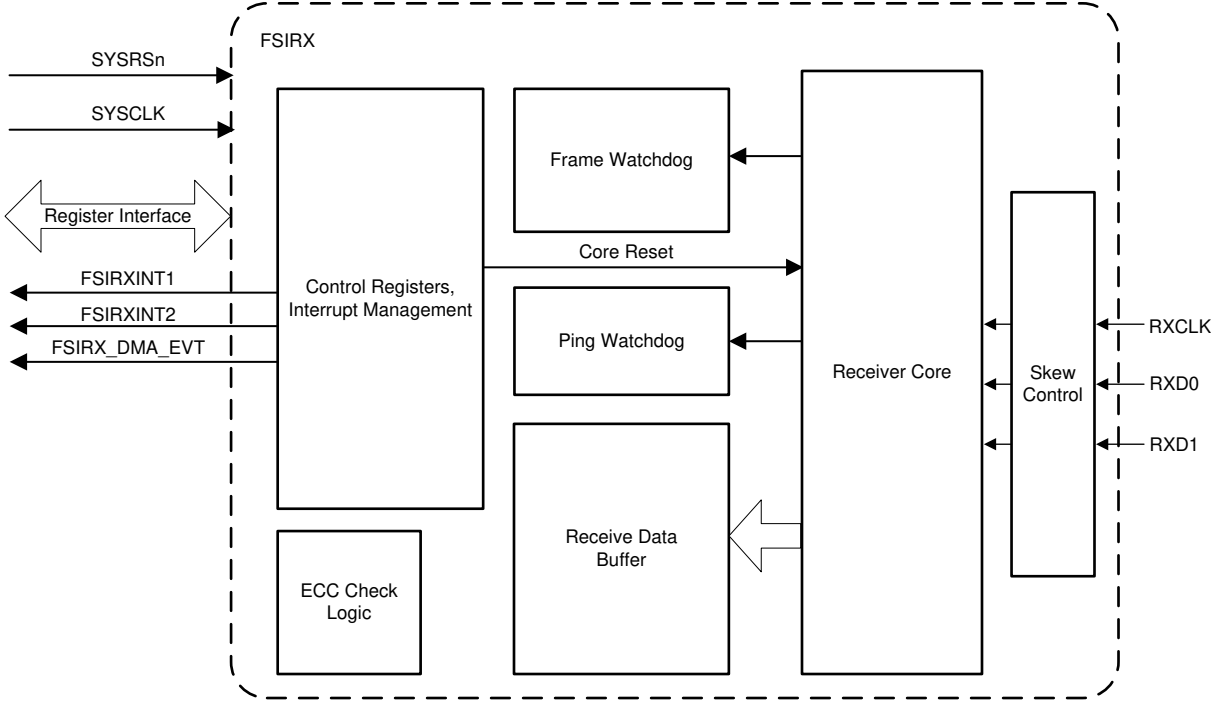 FSIRX
SYSRSn
SYSCLK
Register Interface
FSIRXINT1
FSIRXINT2
FSIRX_DMA_EVT
Control Registers,
Interrupt Management
ECC Check
Logic
Frame Watchdog
Core Reset
Ping Watchdog
Receive Data
Buffer
Receiver Core
Skew
Control
RXCLK
RXD0
RXD1